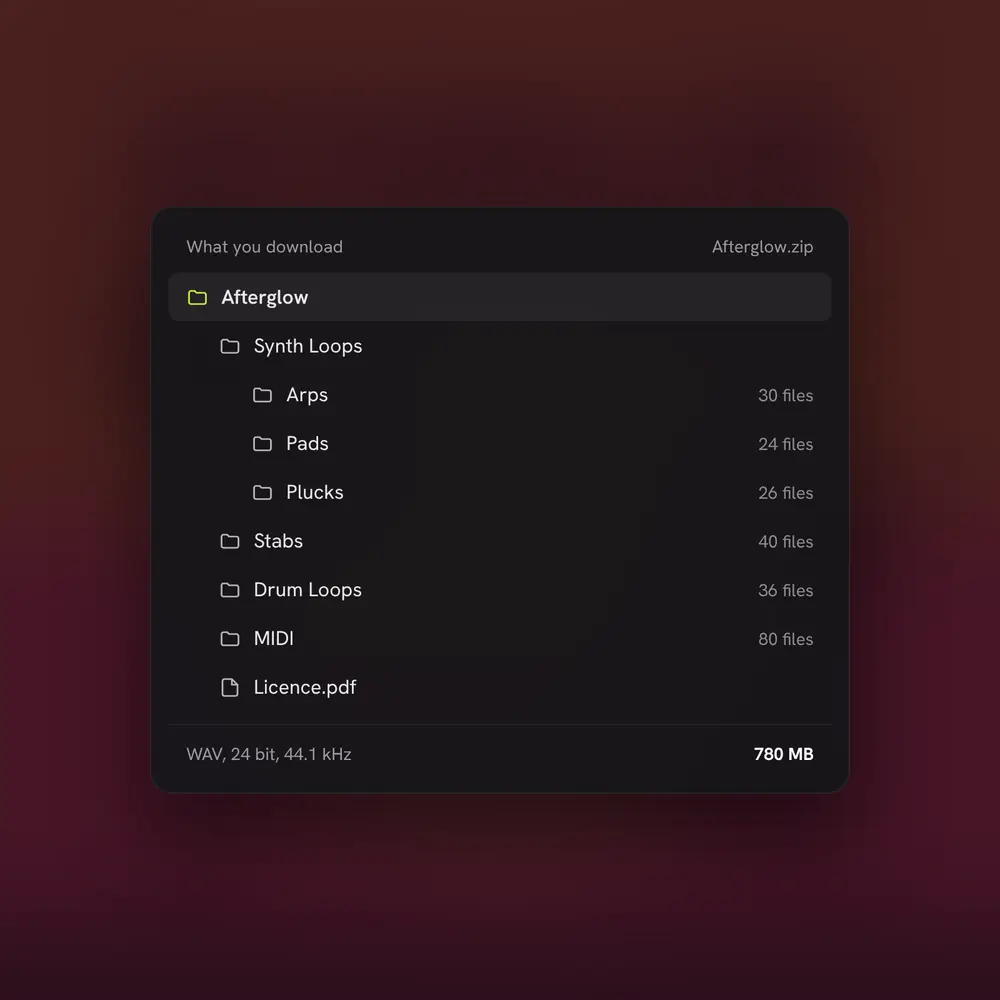 What you download Afterglow.zip
Afterglow
Synth Loops
Arps 30 files
Pads 24 files
Plucks 26 files
Stabs 40 files
Drum Loops 36 files
MIDI 80 files
Licence.pdf
WAV, 24 bit, 44.1 kHz 780 MB